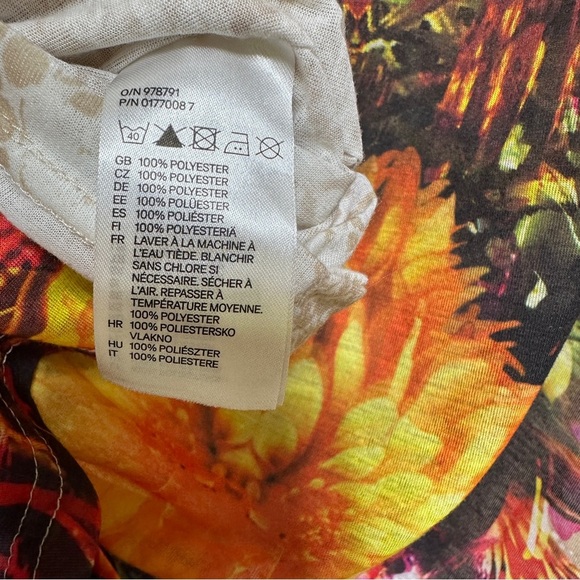 O/N 978791
P/N 0177008 7
40
GB 100% POLYESTER
CZ 100% POLYESTER
DE 100% POLYESTER
EE 100% POLÜESTER
ES 100% POLIÉSTER
FI 100% POLYESTERIÄ
FR LAVER À LA MACHINE À
L'EAU TIÈDE. BLANCHIR
SANS CHLORE SI
NÉCESSAIRE. SÉCHER À
L'AIR. REPASSER À
TEMPÉRATURE MOYENNE.
100% POLYESTER
HR 100% POLIESTERSKO
VLAKNO
HU 100% POLIÉSZTER
IT 100% POLIESTERE